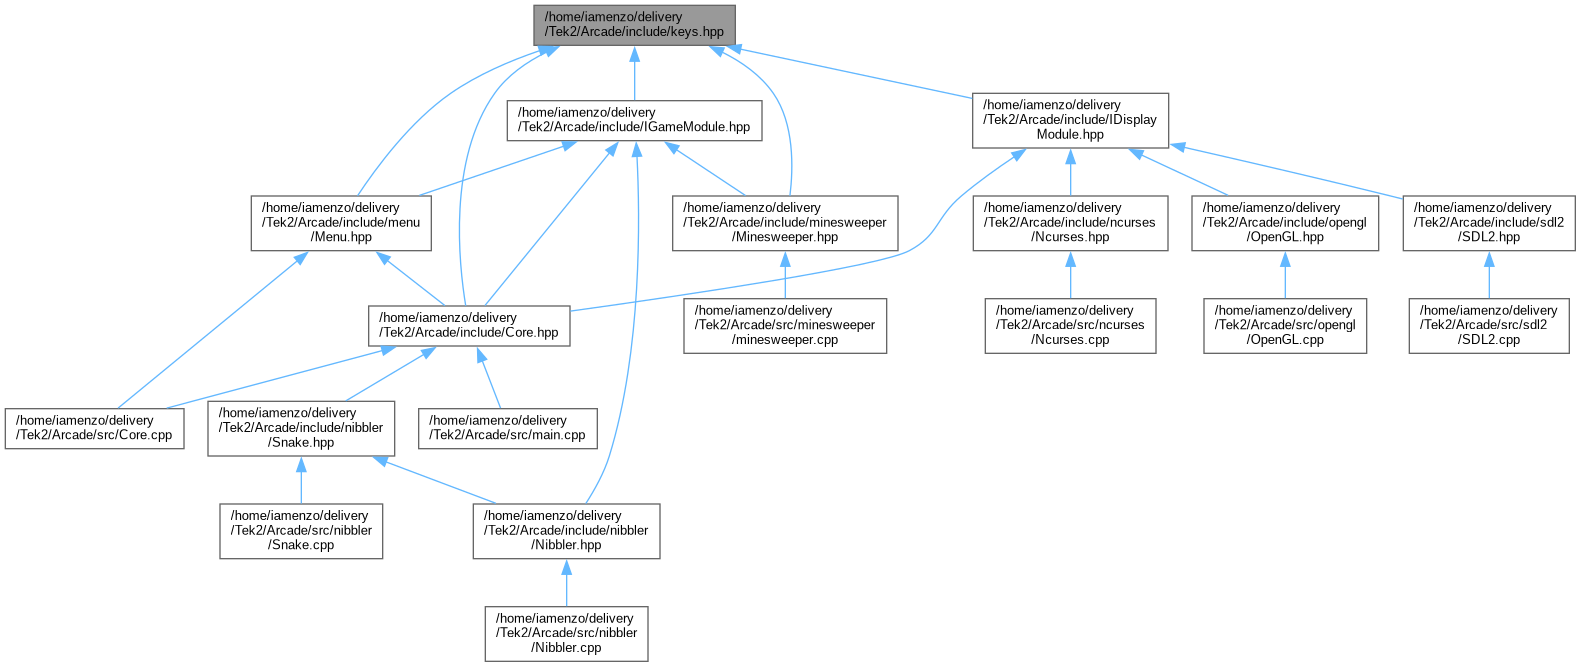 /home/iamenzo/delivery
/Tek2/Arcade/include/keys.hpp
/home/iamenzo/delivery
/Tek2/Arcade/include/IGameModule.hpp
/home/iamenzo/delivery
/Tek2/Arcade/include/IDisplay
Module.hpp
/home/iamenzo/delivery
/Tek2/Arcade/include/menu
/Menu.hpp
/home/iamenzo/delivery
/Tek2/Arcade/include/minesweeper
/Minesweeper.hpp
/home/iamenzo/delivery
/Tek2/Arcade/include/ncurses
/Ncurses.hpp
/home/iamenzo/delivery
/Tek2/Arcade/include/opengl
/OpenGL.hpp
/home/iamenzo/delivery
/Tek2/Arcade/include/sdl2
/SDL2.hpp
/home/iamenzo/delivery
/Tek2/Arcade/include/Core.hpp
/home/iamenzo/delivery
/Tek2/Arcade/src/minesweeper
/minesweeper.cpp
/home/iamenzo/delivery
/Tek2/Arcade/src/ncurses
/Ncurses.cpp
/home/iamenzo/delivery
/Tek2/Arcade/src/opengl
/OpenGL.cpp
/home/iamenzo/delivery
/Tek2/Arcade/src/sdl2
/SDL2.cpp
/home/iamenzo/delivery
/Tek2/Arcade/src/Core.cpp
/home/iamenzo/delivery
/Tek2/Arcade/include/nibbler
/Snake.hpp
/home/iamenzo/delivery
/Tek2/Arcade/src/main.cpp
/home/iamenzo/delivery
/Tek2/Arcade/src/nibbler
/Snake.cpp
/home/iamenzo/delivery
/Tek2/Arcade/include/nibbler
/Nibbler.hpp
/home/iamenzo/delivery
/Tek2/Arcade/src/nibbler
/Nibbler.cpp